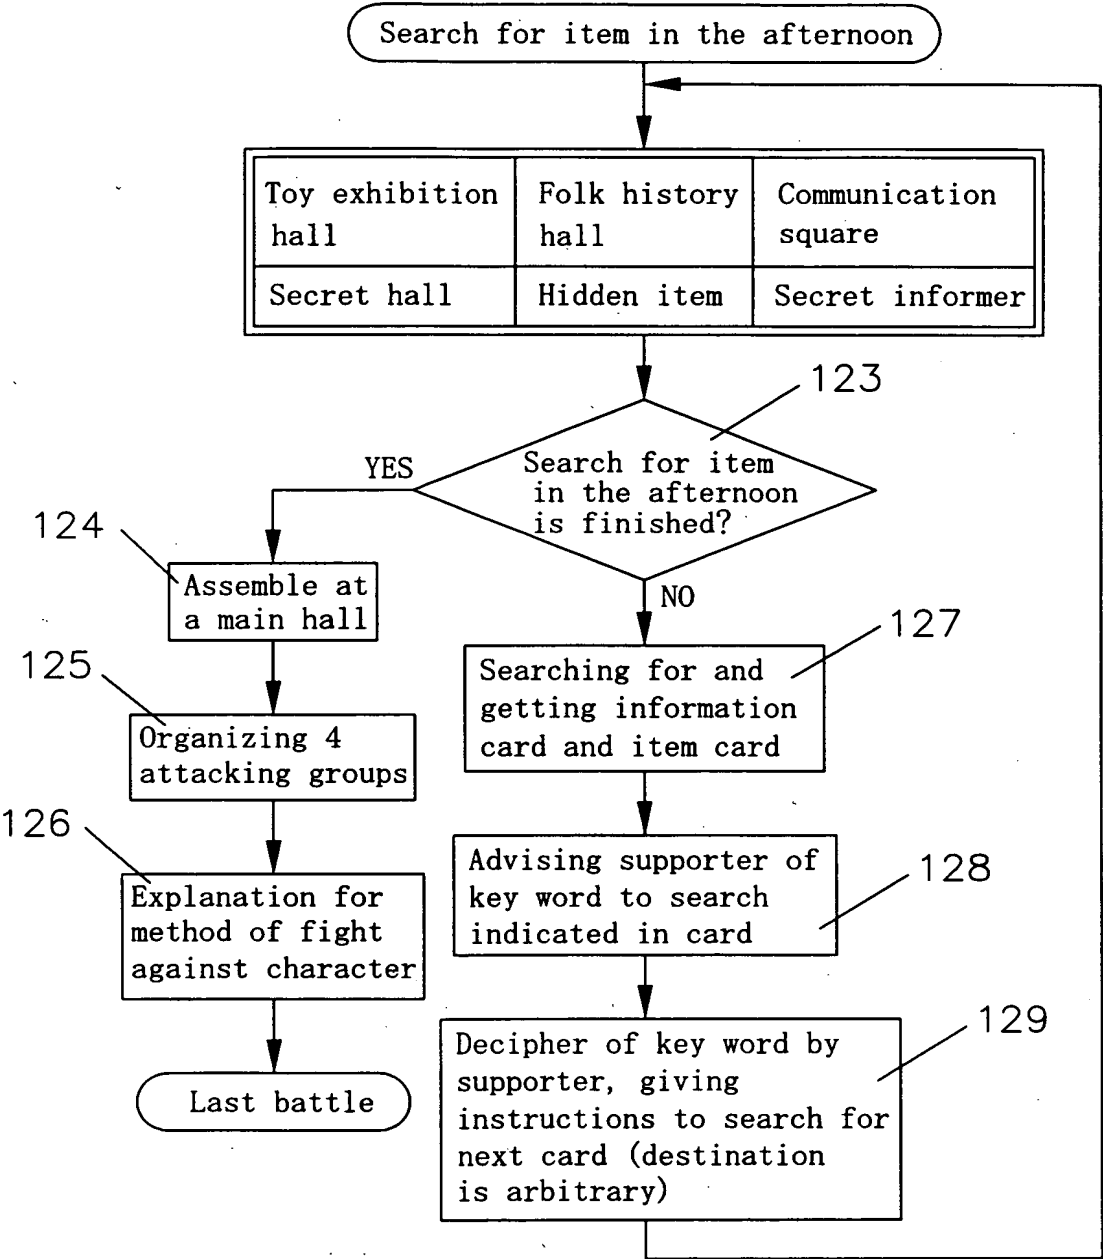 Search for item in the afternoon
Toy exhibition
hall
Folk history
hall
Communication
square
Secret hall
Hidden item
Secret informer
123
Search for item
in the afternoon
is finished?
YES
NO
124
Assemble at
a main hall
125
Organizing 4
attacking groups
126
Explanation for
method of fight
against character
Last battle
127
Searching for and
getting information
card and item card
128
Advising supporter of
key word to search
indicated in card
129
Decipher of key word by
supporter, giving
instructions to search for
next card (destination
is arbitrary)